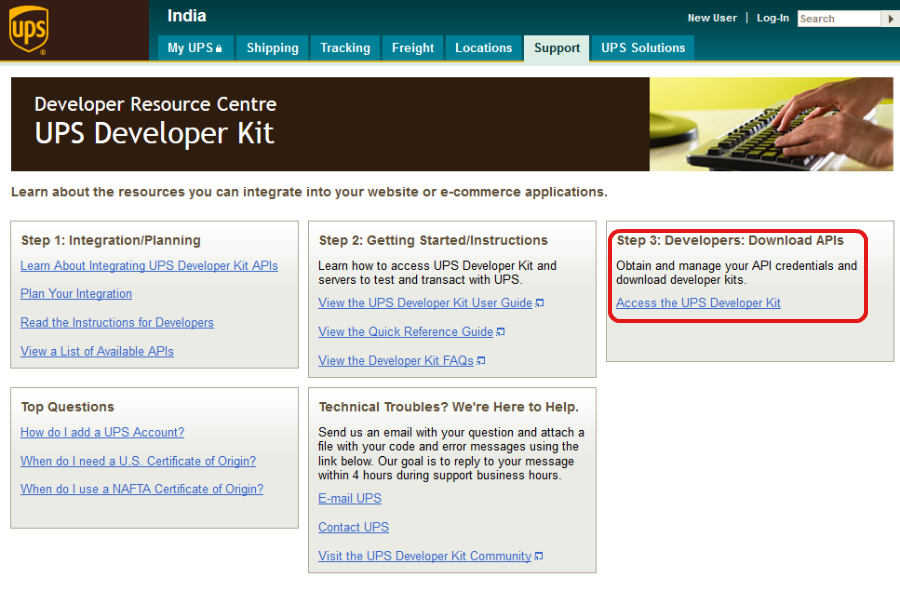 ups
India
New User | Log-In Search
My UPS Shipping Tracking Freight Locations Support UPS Solutions
Developer Resource Centre
UPS Developer Kit
Learn about the resources you can integrate into your website or e-commerce applications.
Step 1: Integration/Planning
Learn About Integrating UPS Developer Kit APIs
Plan Your Integration
Read the Instructions for Developers
View a List of Available APIs
Step 2: Getting Started/Instructions
Learn how to access UPS Developer Kit and
servers to test and transact with UPS.
View the UPS Developer Kit User Guide
View the Quick Reference Guide
View the Developer Kit FAQs
Step 3: Developers: Download APIs
Obtain and manage your API credentials and
download developer kits.
Access the UPS Developer Kit
Top Questions
How do I add a UPS Account?
When do I need a U.S. Certificate of Origin?
When do I use a NAFTA Certificate of Origin?
Technical Troubles? We're Here to Help.
Send us an email with your question and attach a
file with your code and error messages using the
link below. Our goal is to reply to your message
within 4 hours during support business hours.
E-mail UPS
Contact UPS
Visit the UPS Developer Kit Community